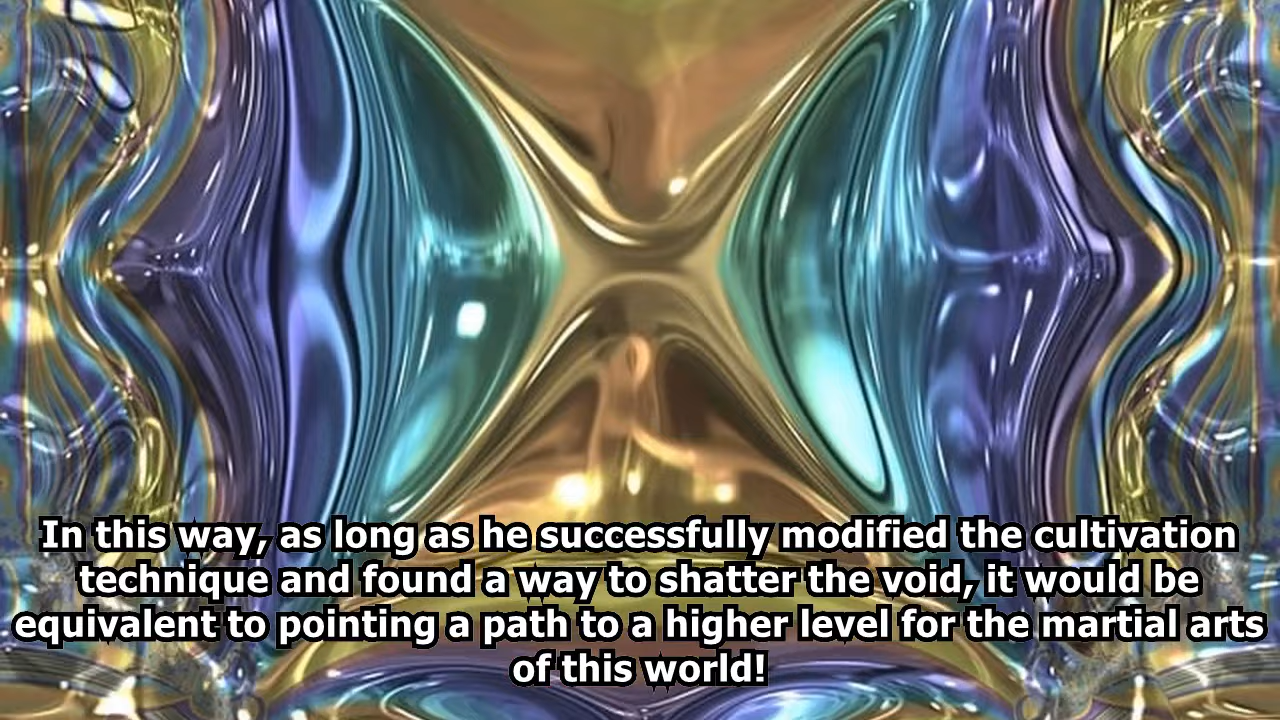 In this way, as long as he successfully modified the cultivation
technique and found a way to shatter the void, it would be
equivalent to pointing a path to a higher level for the martial arts
of this world!